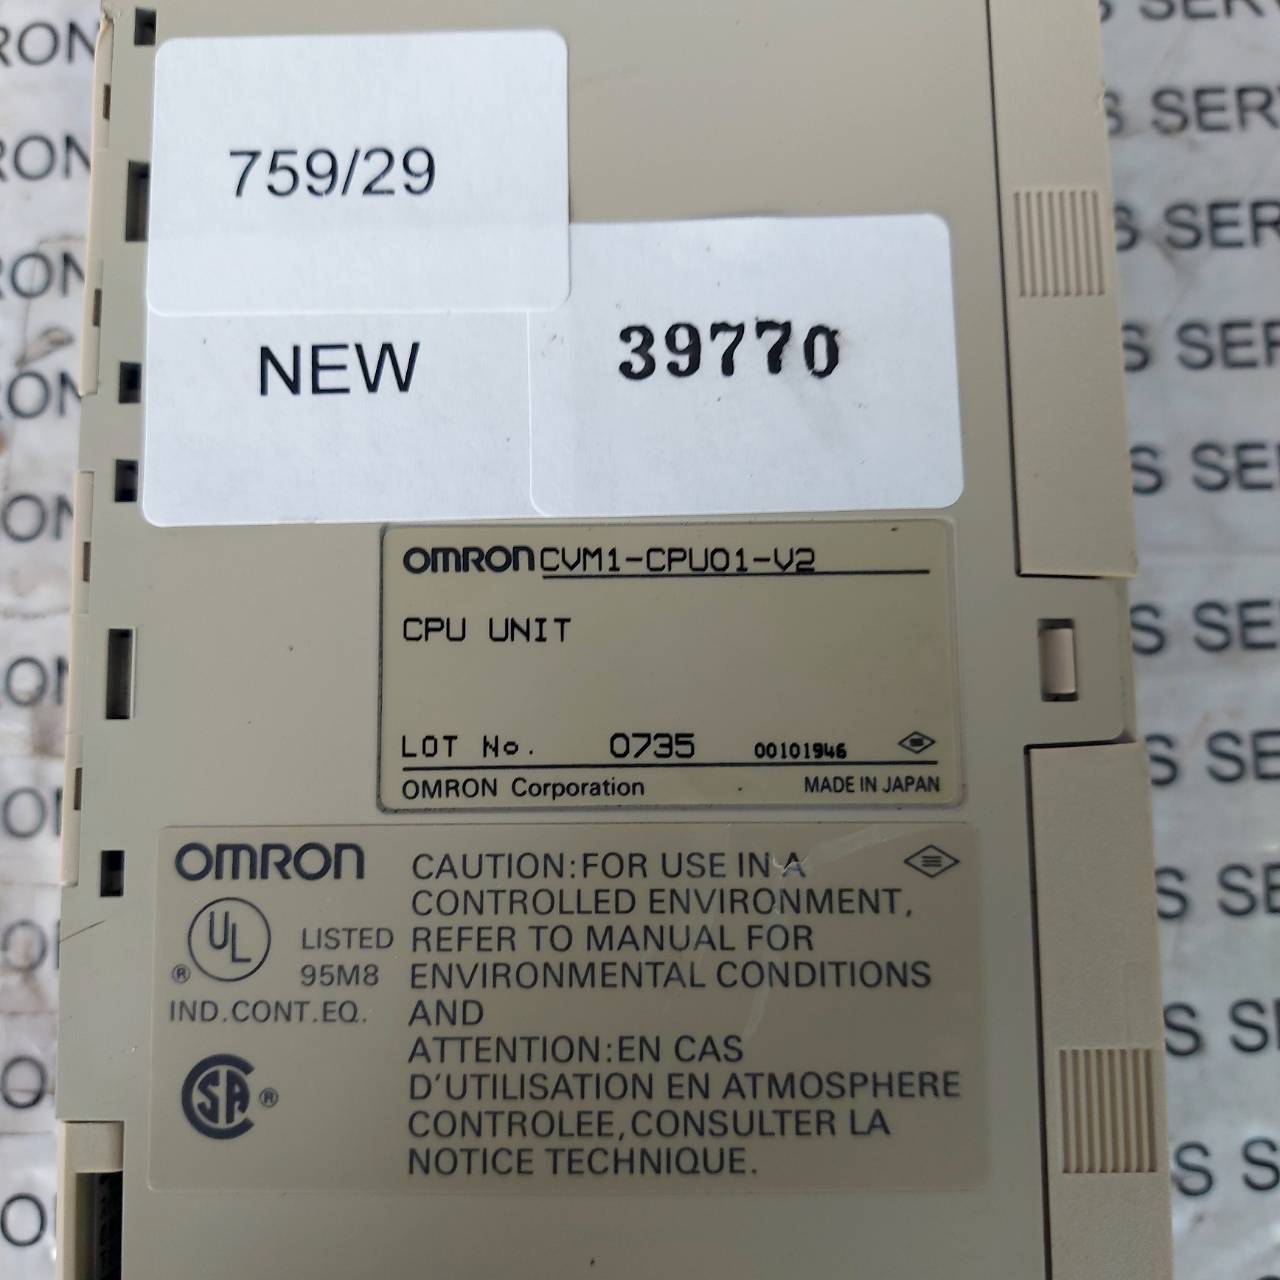 759/29
NEW
39770
OMRON CVM1-CPU01-V2
CPU UNIT
LOT No. 0735 00101946
OMRON Corporation MADE IN JAPAN
OMRON
UL
LISTED
® 95M8
IND.CONT.EQ.
SA ®
CAUTION:FOR USE IN A
CONTROLLED ENVIRONMENT,
REFER TO MANUAL FOR
ENVIRONMENTAL CONDITIONS
AND
ATTENTION:EN CAS
D'UTILISATION EN ATMOSPHERE
CONTROLEE,CONSULTER LA
NOTICE TECHNIQUE.